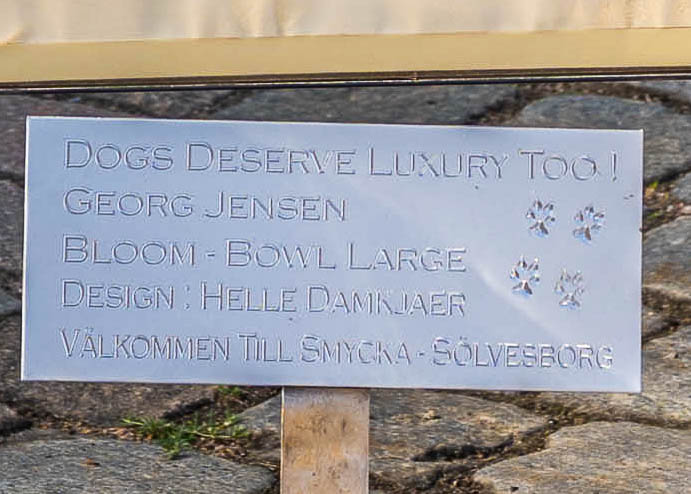 DOGS DESERVE LUXURY TOO !
GEORG JENSEN
BLOOM - BOWL LARGE
DESIGN : HELLE DAMKJAER
VÄLKOMMEN TILL SMYCKA - SÖLVESBORG